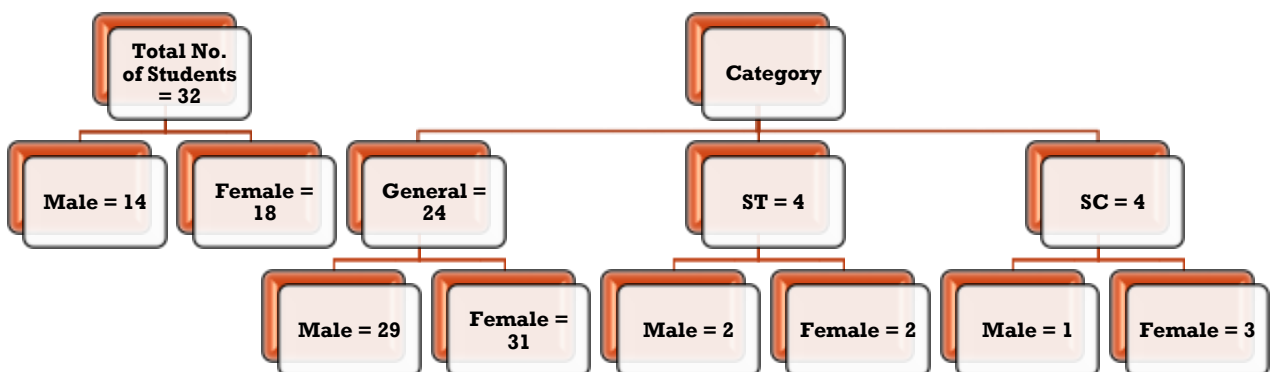 Total No.
of Students
= 32
Category
Male = 14
Female =
18
General =
24
ST = 4
SC = 4
Male = 29
Female =
31
Male = 2
Female = 2
Male = 1
Female = 3